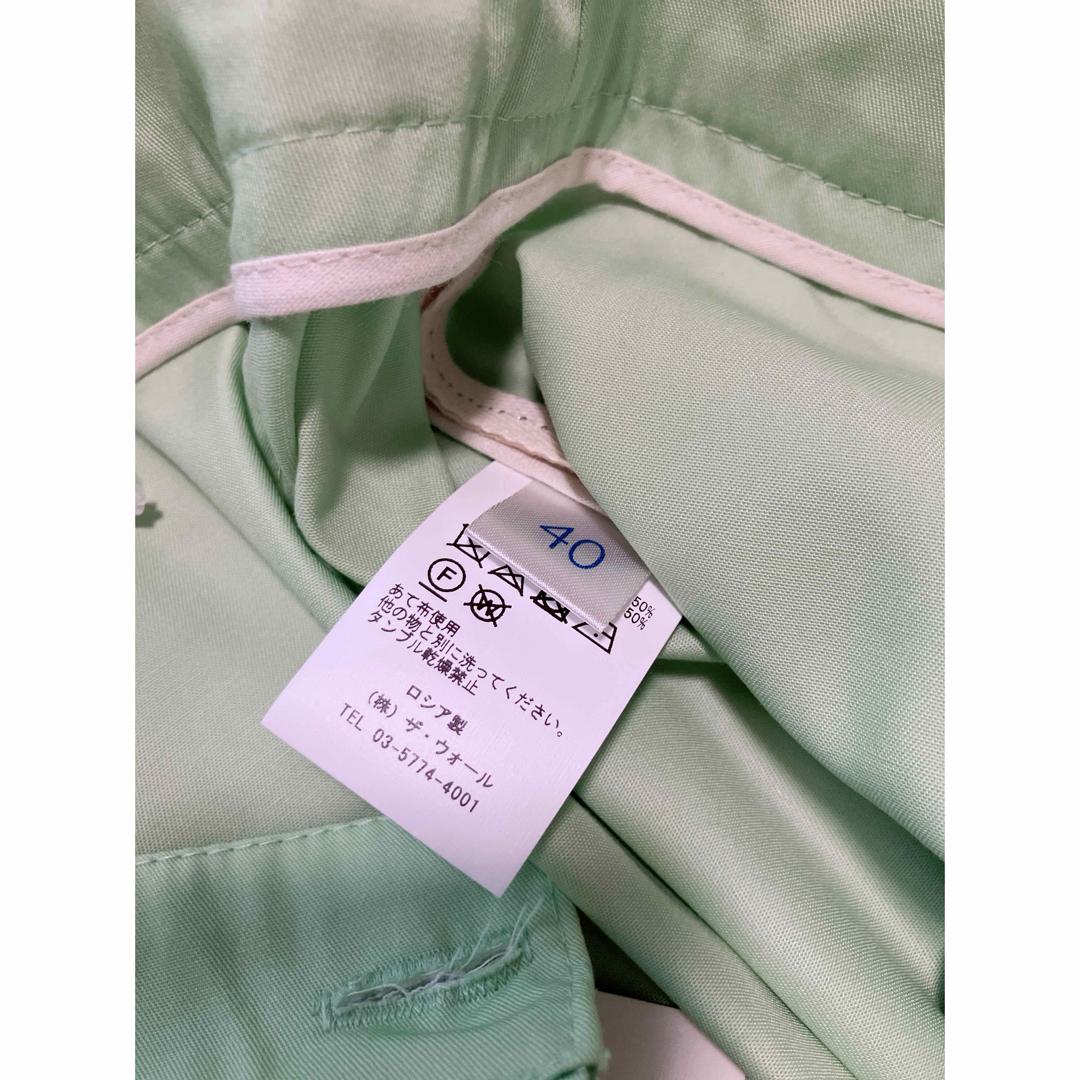 40
50%
50%
F
W
あて布使用
他の物と別に洗ってください。
タンブル乾燥禁止
ロシア製
(株) ザ・ウォール
TEL 03-5774-4001